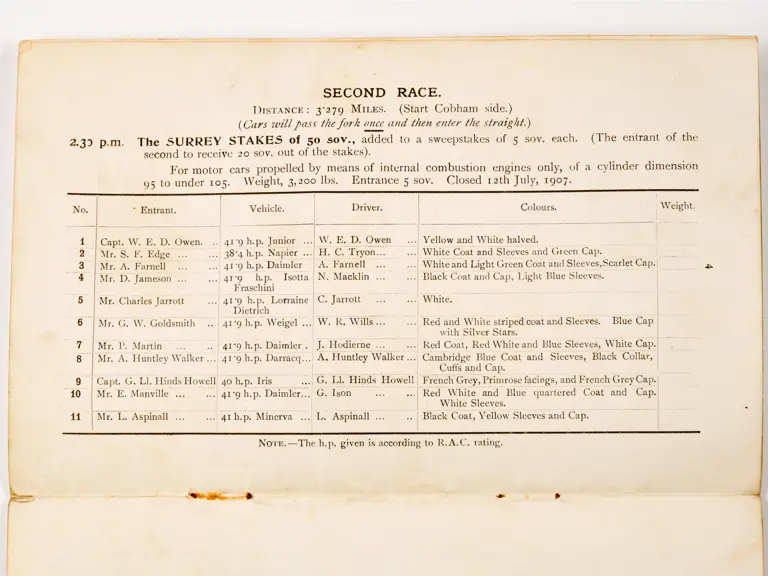 SECOND RACE.
DISTANCE: 3·279 MILES. (Start Cobham side.)
(Cars will pass the fork once and then enter the straight.)
2.30 p.m. The SURREY STAKES of 50 sov., added to a sweepstakes of 5 sov. each. (The entrant of the
second to receive 20 sov. out of the stakes).
For motor cars propelled by means of internal combustion engines only, of a cylinder dimension
95 to under 105. Weight, 3,200 lbs. Entrance 5 sov. Closed 12th July, 1907.
No. Entrant. Vehicle. Driver. Colours. Weight.
1 Capt. W. E. D. Owen. .. 41·9 h.p. Junior ... W. E. D. Owen ... Yellow and White halved.
2 Mr. S. F. Edge ... ... 38·4 h.p. Napier ... H. C. Tryon... ... White Coat and Sleeves and Green Cap.
3 Mr. A. Farnell ... ... 41·9 h.p. Daimler A. Farnell ... ... White and Light Green Coat and Sleeves, Scarlet Cap.
4 Mr. D. Jameson ... ... 41·9 h.p. Isotta N. Macklin ... ... Black Coat and Cap, Light Blue Sleeves.
Fraschini
5 Mr. Charles Jarrott ... 41·9 h.p. Lorraine C. Jarrott ... ... White.
Dietrich
6 Mr. G. W. Goldsmith .. 41·9 h.p. Weigel ... W. R. Wills ... ... Red and White striped coat and Sleeves. Blue Cap
with Silver Stars.
7 Mr. P. Martin ... ... 41·9 h.p. Daimler . J. Hodierne ... ... Red Coat, Red White and Blue Sleeves, White Cap.
8 Mr. A. Huntley Walker ... 41·9 h.p. Darracq... A. Huntley Walker ... Cambridge Blue Coat and Sleeves, Black Collar,
Cuffs and Cap.
9 Capt. G. Ll. Hinds Howell 40 h.p. Iris ... G. Ll. Hinds Howell French Grey, Primrose facings, and French Grey Cap.
10 Mr. E. Manville ... ... 41·9 h.p. Daimler... G. Ison ... ... Red White and Blue quartered Coat and Cap.
White Sleeves.
11 Mr. L. Aspinall ... ... 41 h.p. Minerva ... L. Aspinall ... .. Black Coat, Yellow Sleeves and Cap.
NOTE.—The h.p. given is according to R.A.C. rating.
4